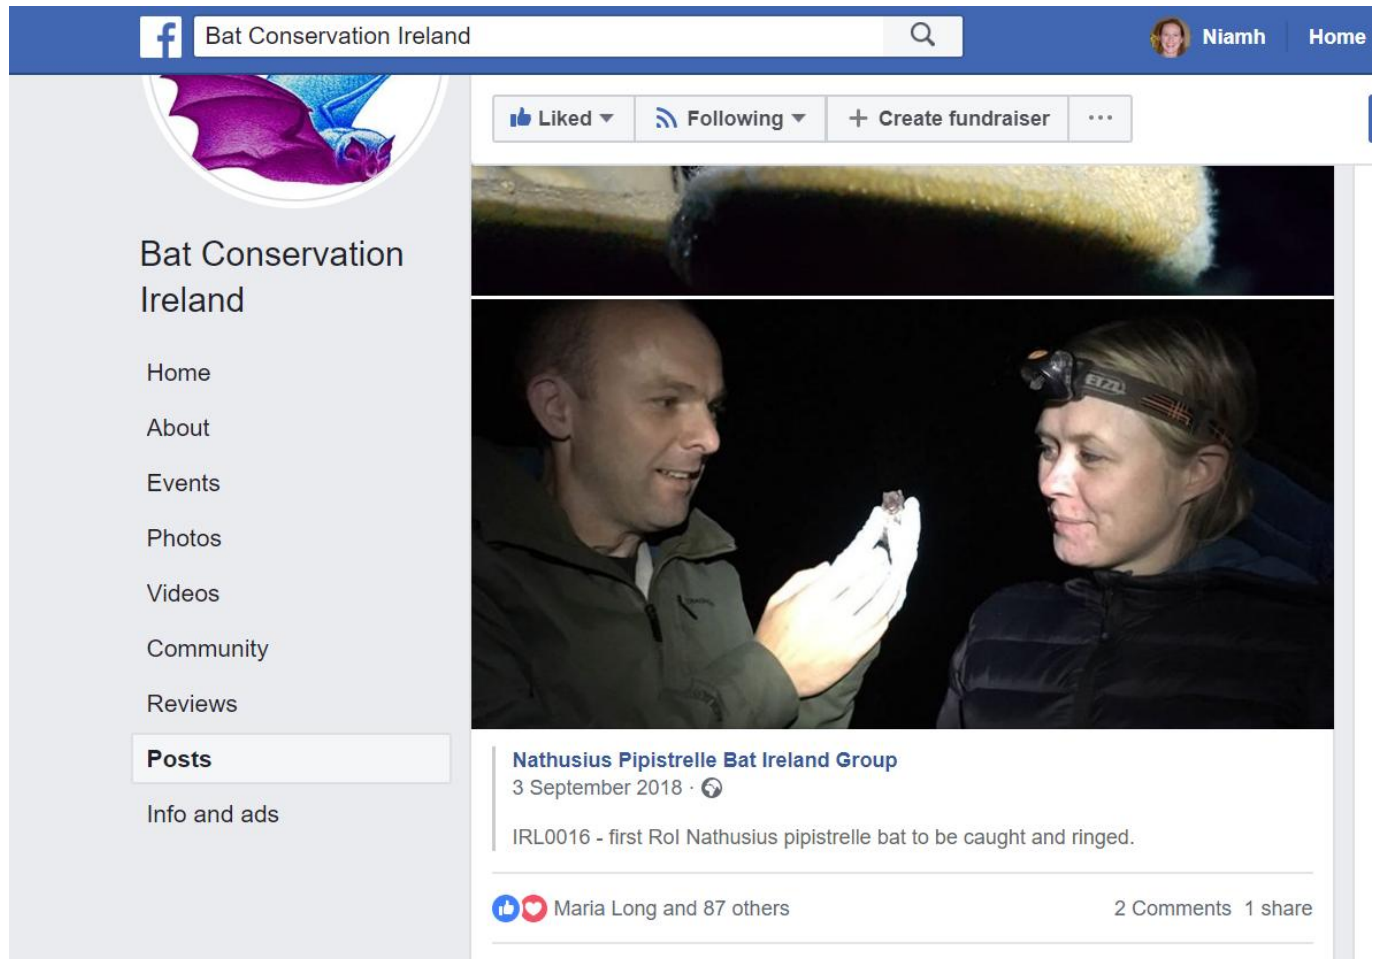 Bat Conservation Ireland
Niamh
Home
Liked
Following
Create fundraiser
Bat Conservation
Ireland
Home
About
Events
Photos
Videos
Community
Reviews
Posts
Info and ads
PETZL
Nathusius Pipistrelle Bat Ireland Group
3 September 2018 ·
IRL0016 - first RoI Nathusius pipistrelle bat to be caught and ringed.
Maria Long and 87 others
2 Comments 1 share